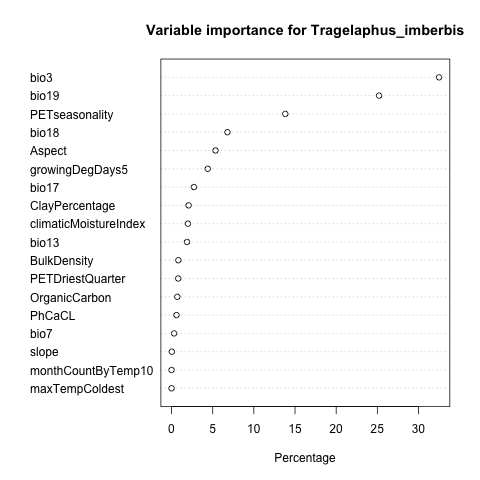 Variable importance for Tragelaphus_imberbis
bio3
bio19
PETseasonality
bio18
Aspect
growingDegDays5
bio17
ClayPercentage
climaticMoistureIndex
bio13
BulkDensity
PETDriestQuarter
OrganicCarbon
PhCaCL
bio7
slope
monthCountByTemp10
maxTempColdest
0 5 10 15 20 25 30
Percentage